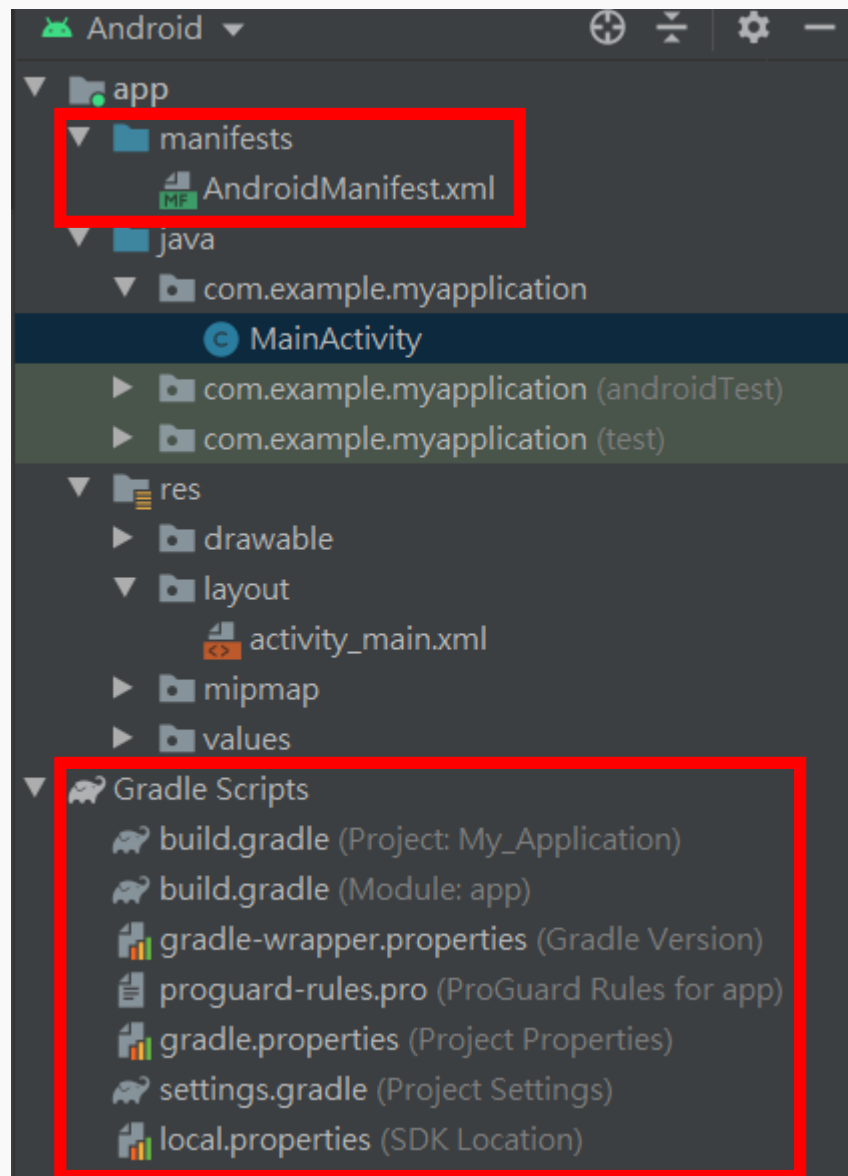 Android
app
manifests
MF AndroidManifest.xml
java
com.example.myapplication
C MainActivity
com.example.myapplication (androidTest)
com.example.myapplication (test)
res
drawable
layout
<> activity_main.xml
mipmap
values
Gradle Scripts
build.gradle (Project: My_Application)
build.gradle (Module: app)
gradle-wrapper.properties (Gradle Version)
proguard-rules.pro (ProGuard Rules for app)
gradle.properties (Project Properties)
settings.gradle (Project Settings)
local.properties (SDK Location)